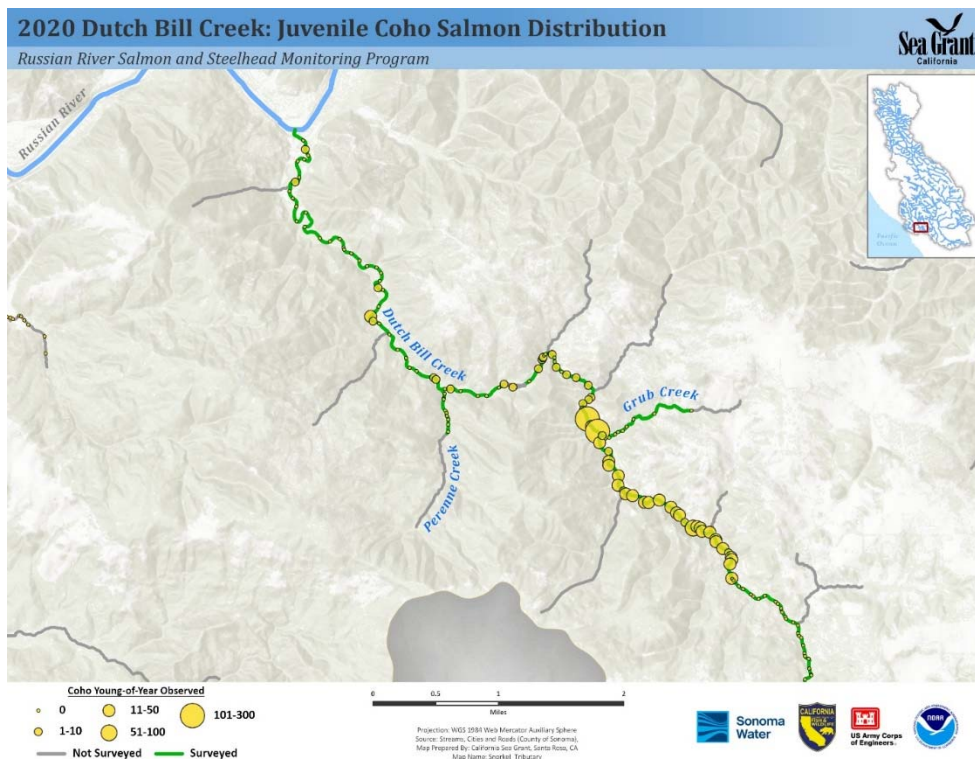 2020 Dutch Bill Creek: Juvenile Coho Salmon Distribution
Russian River Salmon and Steelhead Monitoring Program
Sea Grant
California
Russian River
Pacific
Ocean
Dutch Bill Creek
Grub Creek
Perenne Creek
Coho Young-of-Year Observed
0
11-50
101-300
1-10
51-100
Not Surveyed
Surveyed
0 0.5 1 2
Miles
Projection: WGS 1984 Web Mercator Auxiliary Sphere
Source: Streams, Cities and Roads (County of Sonoma),
Map Prepared By: California Sea Grant, Santa Rosa, CA
Map Name: Snorkel_Tributary
Sonoma
Water
CALIFORNIA
FISH & WILDLIFE
US Army Corps
of Engineers
NOAA